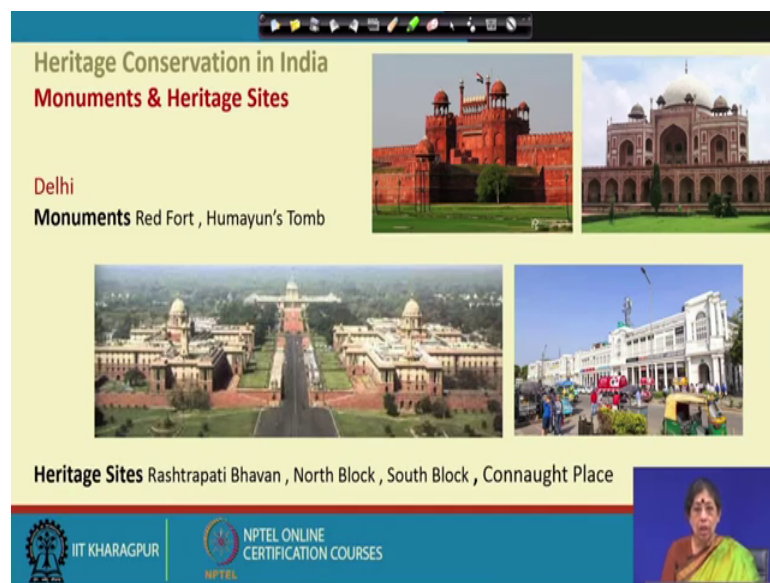 Heritage Conservation in India
Monuments & Heritage Sites
Delhi
Monuments Red Fort , Humayun's Tomb
Heritage Sites Rashtrapati Bhavan , North Block , South Block , Connaught Place
IIT KHARAGPUR
NPTEL
NPTEL ONLINE
CERTIFICATION COURSES